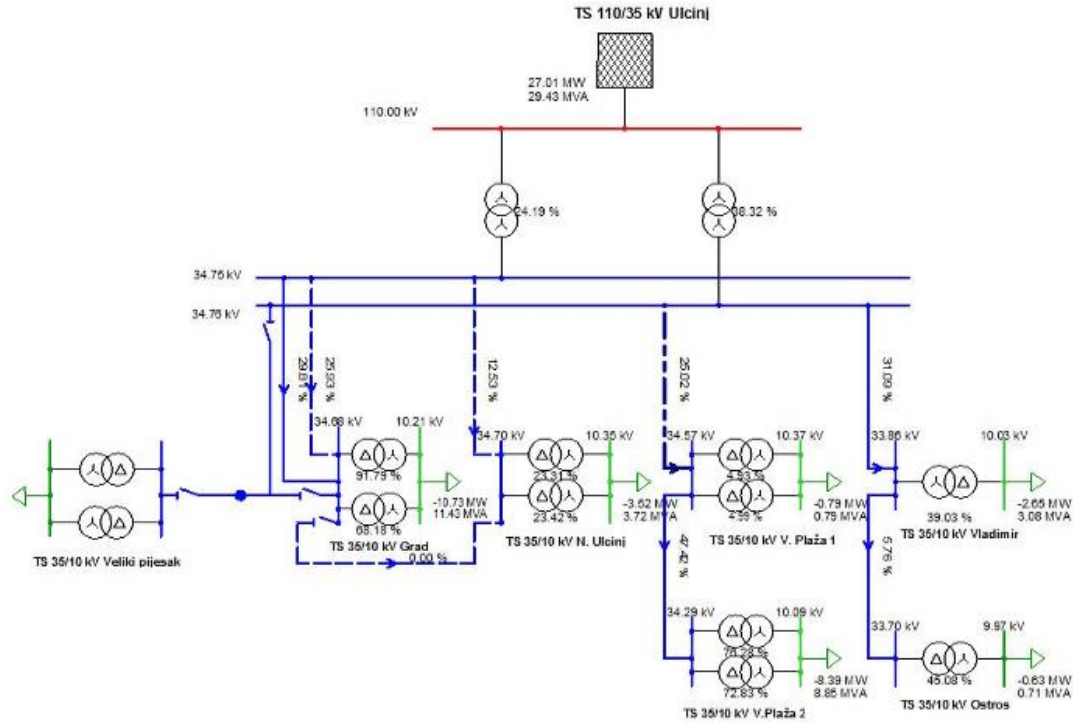 TS 110/35 kV Ulcinj
27.01 MW
29.43 MVA
110.00 kV
24.19 %
38.32 %
34.75 kV
34.76 kV
29.81 %
25.93 %
12.53 %
25.02 %
31.09 %
34.68 kV
10.21 kV
34.70 kV
10.35 kV
34.57 kV
10.37 kV
33.86 kV
10.03 kV
91.79 %
23.31 %
4.93 %
-10.73 MW
11.43 MVA
-3.52 MW
3.72 MVA
-0.79 MW
0.79 MVA
-2.65 MW
3.08 MVA
68.18 %
23.42 %
4.99 %
39.03 %
TS 35/10 kV Veliki pijesak
TS 35/10 kV Grad
0.00 %
TS 35/10 kV N. Ulcinj
TS 35/10 kV V. Plaža 1
TS 35/10 kV Vladimir
47.42 %
5.76 %
34.29 kV
10.09 kV
33.70 kV
9.97 kV
76.28 %
72.83 %
-8.39 MW
8.85 MVA
45.08 %
-0.63 MW
0.71 MVA
TS 35/10 kV V.Plaža 2
TS 35/10 kV Ostros